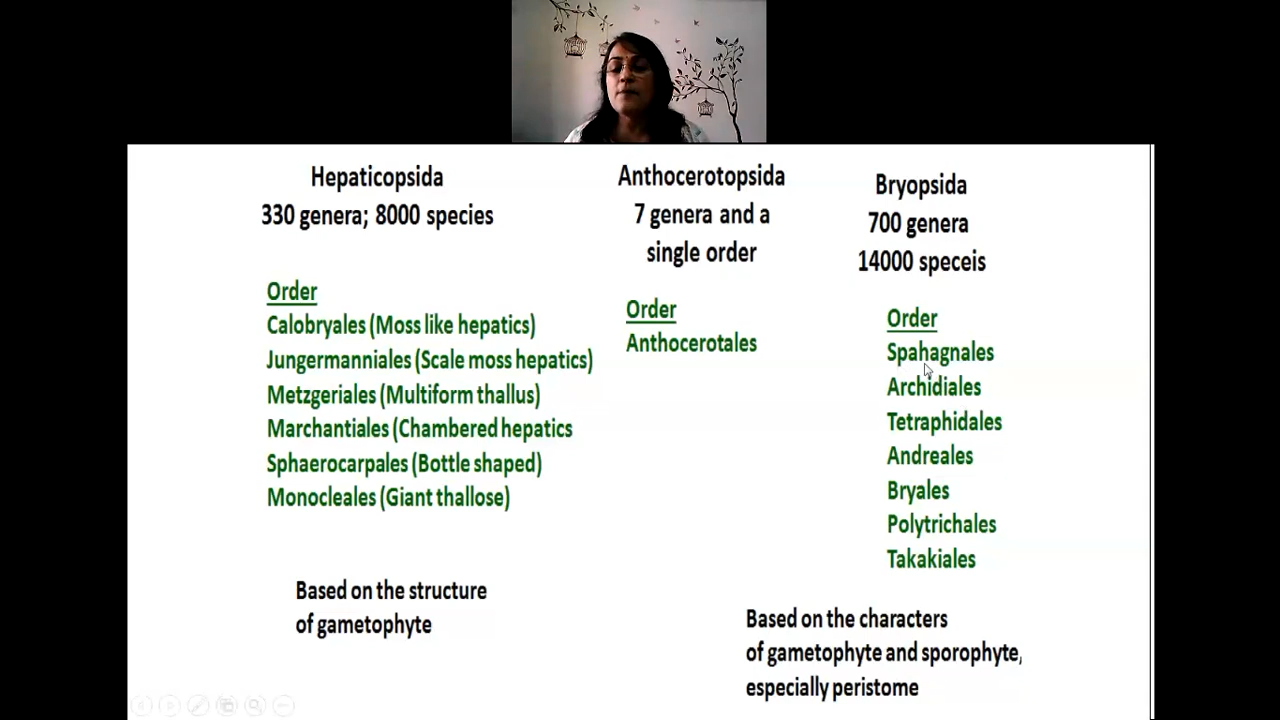 Hepaticopsida
330 genera; 8000 species
Order
Calobryales (Moss like hepatics)
Jungermanniales (Scale moss hepatics)
Metzgeriales (Multiform thallus)
Marchantiales (Chambered hepatics
Sphaerocarpales (Bottle shaped)
Monocleales (Giant thallose)
Based on the structure
of gametophyte
Anthocerotopsida
7 genera and a
single order
Order
Anthocerotales
Bryopsida
700 genera
14000 speceis
Order
Spahagnales
Archidiales
Tetraphidales
Andreales
Bryales
Polytrichales
Takakiales
Based on the characters
of gametophyte and sporophyte,
especially peristome